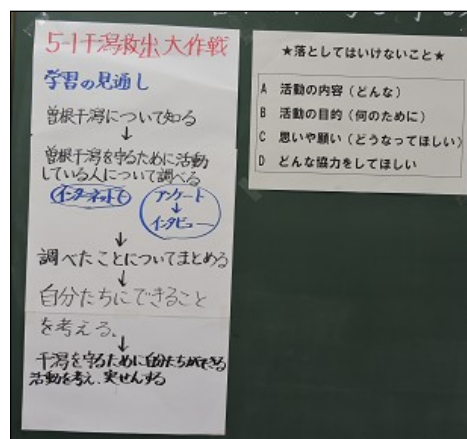 5-1干潟救出大作戦
学習の見通し
曽根干潟について知る
↓
曽根干潟を守るために活動
している人について調べる
インターネットで
アンケート
↓
インタビュー
↓
調べたことについてまとめる
↓
自分たちにできること
を考える。
↓
干潟を守るために自分たちができる
活動を考え、実せんする
★落としてはいけないこと★
A 活動の内容（どんな）
B 活動の目的（何のために）
C 思いや願い（どうなってほしい）
D どんな協力をしてほしい